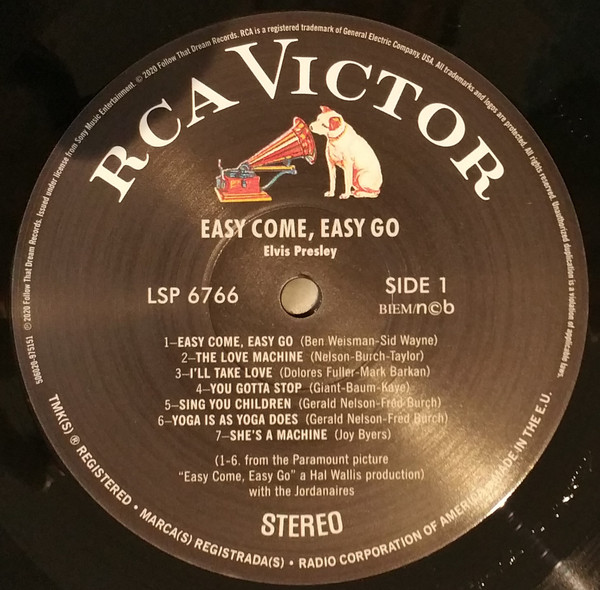 506020-975151 ℗ 2020 Follow That Dream Records. Issued under license from Sony Music Entertainment. © 2020 Follow That Dream Records. RCA is a registered trademark of General Electric Company, USA. All trademarks and logos are protected. All rights reserved. Unauthorized duplication is a violation of applicable laws.
RCA VICTOR
EASY COME, EASY GO
Elvis Presley
LSP 6766
SIDE 1
BIEM/n©b
1–EASY COME, EASY GO (Ben Weisman-Sid Wayne)
2–THE LOVE MACHINE (Nelson-Burch-Taylor)
3–I'LL TAKE LOVE (Dolores Fuller-Mark Barkan)
4–YOU GOTTA STOP (Giant-Baum-Kaye)
5–SING YOU CHILDREN (Gerald Nelson-Fred Burch)
6–YOGA IS AS YOGA DOES (Gerald Nelson-Fred Burch)
7–SHE'S A MACHINE (Joy Byers)
(1-6. from the Paramount picture
"Easy Come, Easy Go" a Hal Wallis production)
with the Jordanaires
STEREO
TMK(S) ® REGISTERED • MARCA(S) REGISTRADA(S) • RADIO CORPORATION OF AMERICA • MADE IN THE E.U.